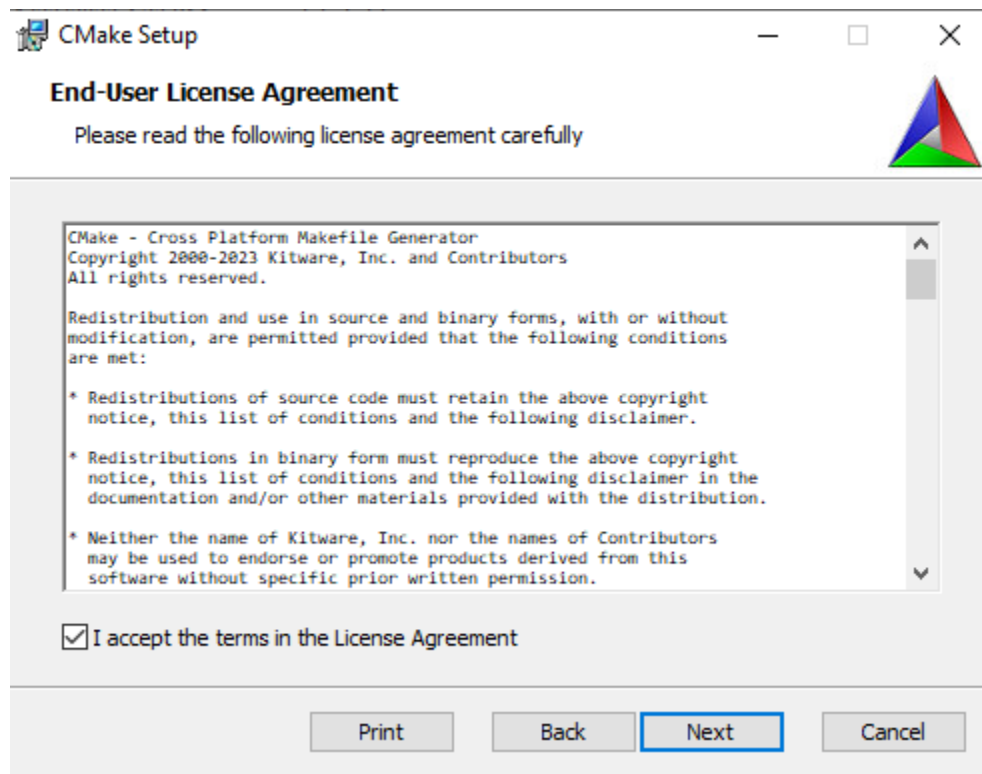 CMake Setup
End-User License Agreement
Please read the following license agreement carefully
CMake - Cross Platform Makefile Generator
Copyright 2000-2023 Kitware, Inc. and Contributors
All rights reserved.
Redistribution and use in source and binary forms, with or without
modification, are permitted provided that the following conditions
are met:
* Redistributions of source code must retain the above copyright
notice, this list of conditions and the following disclaimer.
* Redistributions in binary form must reproduce the above copyright
notice, this list of conditions and the following disclaimer in the
documentation and/or other materials provided with the distribution.
* Neither the name of Kitware, Inc. nor the names of Contributors
may be used to endorse or promote products derived from this
software without specific prior written permission.
I accept the terms in the License Agreement
Print Back Next Cancel